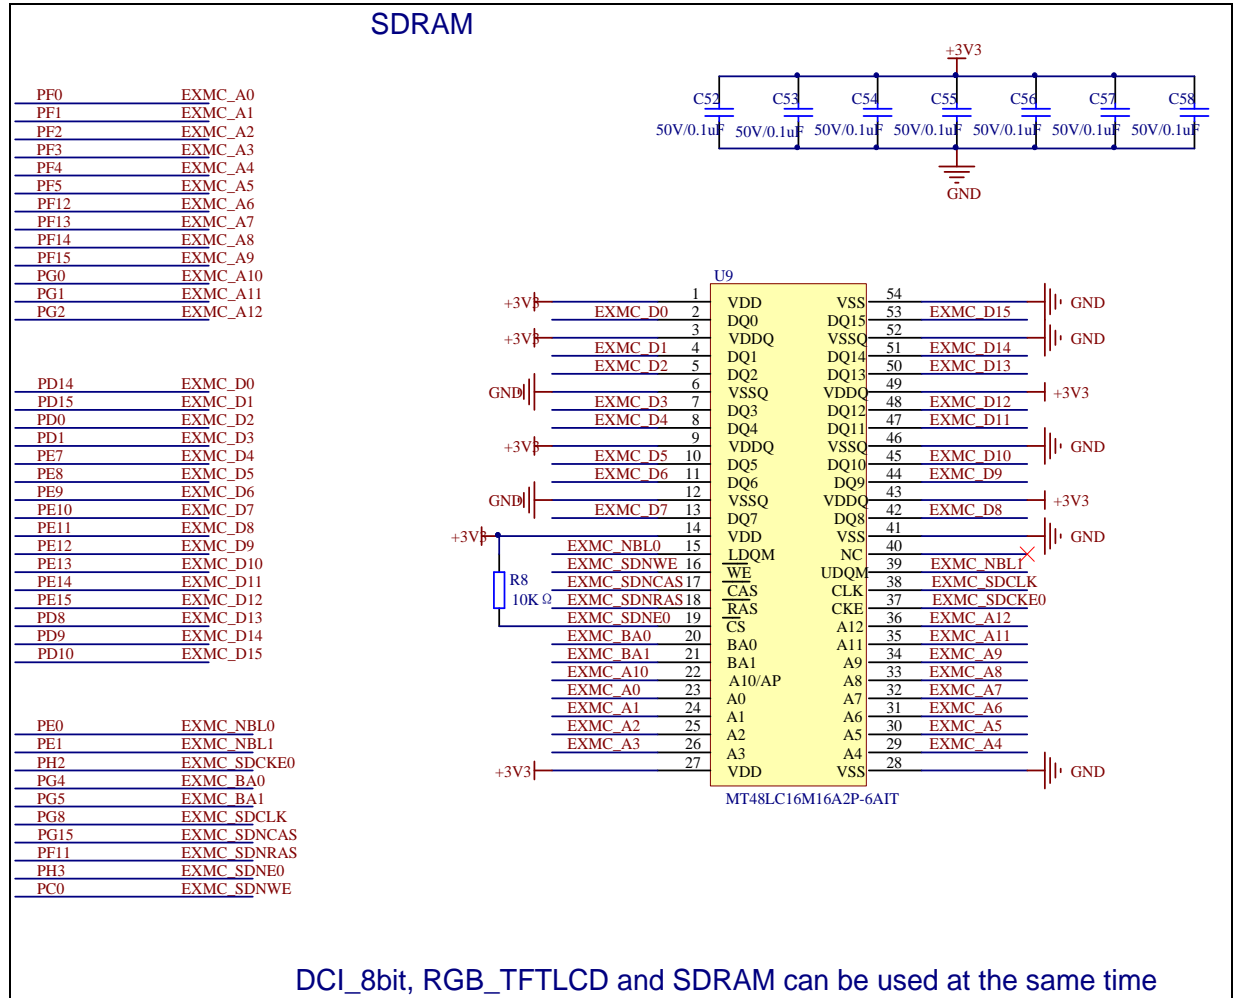 SDRAM
+3V3
C52 C53 C54 C55 C56 C57 C58
50V/0.1uF 50V/0.1uF 50V/0.1uF 50V/0.1uF 50V/0.1uF 50V/0.1uF 50V/0.1uF
GND
PF0 EXMC_A0
PF1 EXMC_A1
PF2 EXMC_A2
PF3 EXMC_A3
PF4 EXMC_A4
PF5 EXMC_A5
PF12 EXMC_A6
PF13 EXMC_A7
PF14 EXMC_A8
PF15 EXMC_A9
PG0 EXMC_A10
PG1 EXMC_A11
PG2 EXMC_A12
PD14 EXMC_D0
PD15 EXMC_D1
PD0 EXMC_D2
PD1 EXMC_D3
PE7 EXMC_D4
PE8 EXMC_D5
PE9 EXMC_D6
PE10 EXMC_D7
PE11 EXMC_D8
PE12 EXMC_D9
PE13 EXMC_D10
PE14 EXMC_D11
PE15 EXMC_D12
PD8 EXMC_D13
PD9 EXMC_D14
PD10 EXMC_D15
PE0 EXMC_NBL0
PE1 EXMC_NBL1
PH2 EXMC_SDCKE0
PG4 EXMC_BA0
PG5 EXMC_BA1
PG8 EXMC_SDCLK
PG15 EXMC_SDNCAS
PF11 EXMC_SDNRAS
PH3 EXMC_SDNE0
PC0 EXMC_SDNWE
U9
+3V3 1 VDD VSS 54 GND
EXMC_D0 2 DQ0 DQ15 53 EXMC_D15
+3V3 3 VDDQ VSSQ 52 GND
EXMC_D1 4 DQ1 DQ14 51 EXMC_D14
EXMC_D2 5 DQ2 DQ13 50 EXMC_D13
GND 6 VSSQ VDDQ 49 +3V3
EXMC_D3 7 DQ3 DQ12 48 EXMC_D12
EXMC_D4 8 DQ4 DQ11 47 EXMC_D11
+3V3 9 VDDQ VSSQ 46 GND
EXMC_D5 10 DQ5 DQ10 45 EXMC_D10
EXMC_D6 11 DQ6 DQ9 44 EXMC_D9
GND 12 VSSQ VDDQ 43 +3V3
EXMC_D7 13 DQ7 DQ8 42 EXMC_D8
+3V3 14 VDD VSS 41 GND
EXMC_NBL0 15 LDQM NC 40
EXMC_SDNWE 16 WE UDQM 39 EXMC_NBL1
R8 EXMC_SDNCAS 17 CAS CLK 38 EXMC_SDCLK
10KΩ EXMC_SDNRAS 18 RAS CKE 37 EXMC_SDCKE0
EXMC_SDNE0 19 CS A12 36 EXMC_A12
EXMC_BA0 20 BA0 A11 35 EXMC_A11
EXMC_BA1 21 BA1 A9 34 EXMC_A9
EXMC_A10 22 A10/AP A8 33 EXMC_A8
EXMC_A0 23 A0 A7 32 EXMC_A7
EXMC_A1 24 A1 A6 31 EXMC_A6
EXMC_A2 25 A2 A5 30 EXMC_A5
EXMC_A3 26 A3 A4 29 EXMC_A4
+3V3 27 VDD VSS 28 GND
MT48LC16M16A2P-6AIT
DCI_8bit, RGB_TFTLCD and SDRAM can be used at the same time